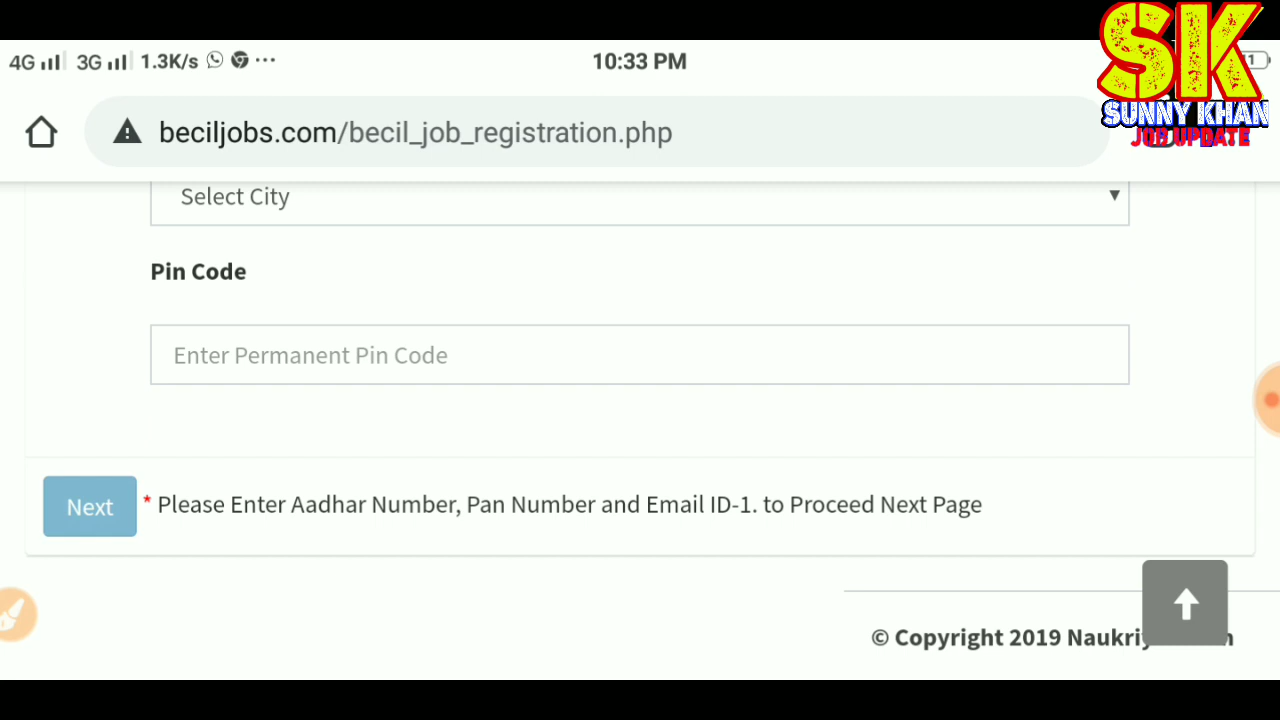 4G 3G 1.3K/s ... 10:33 PM
SK
SUNNY KHAN
JOB UPDATE
beciljobs.com/becil_job_registration.php
Select City
Pin Code
Enter Permanent Pin Code
Next * Please Enter Aadhar Number, Pan Number and Email ID-1. to Proceed Next Page
© Copyright 2019